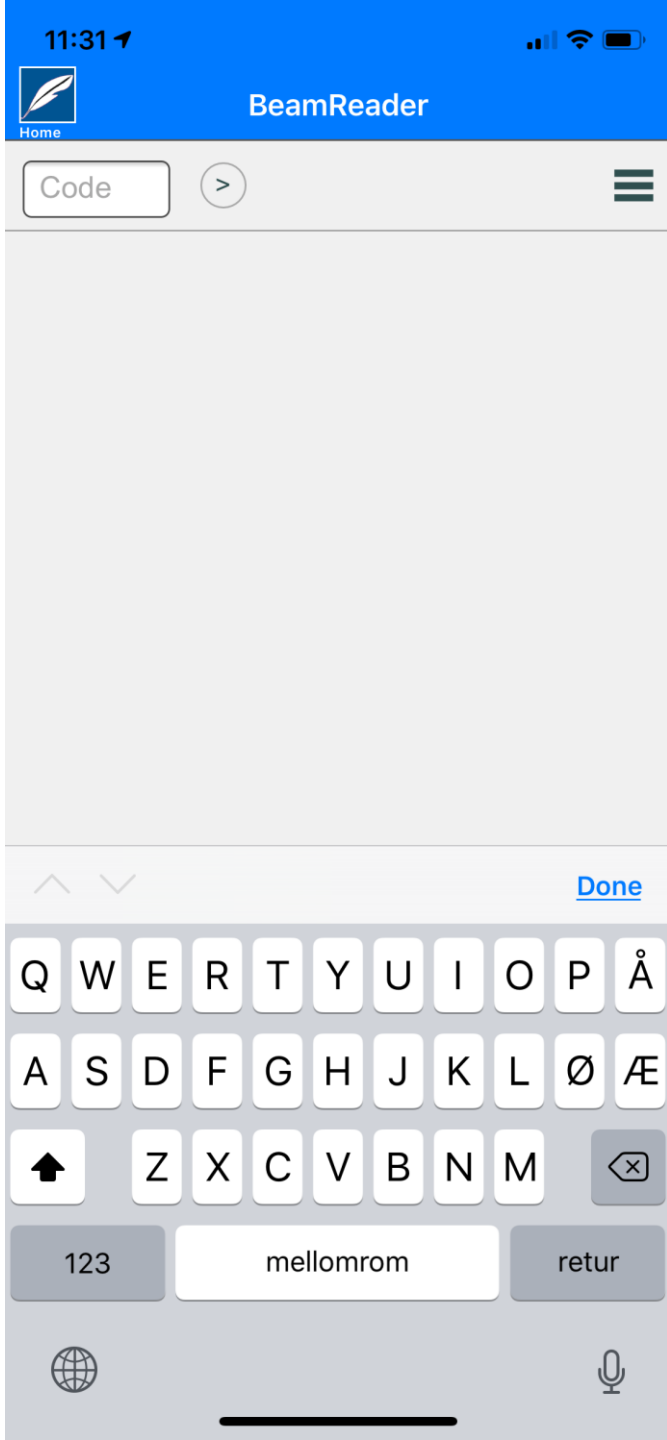 11:31
Home
BeamReader
Code
>
Done
Q W E R T Y U I O P Å
A S D F G H J K L Ø Æ
Z X C V B N M
123 mellomrom retur